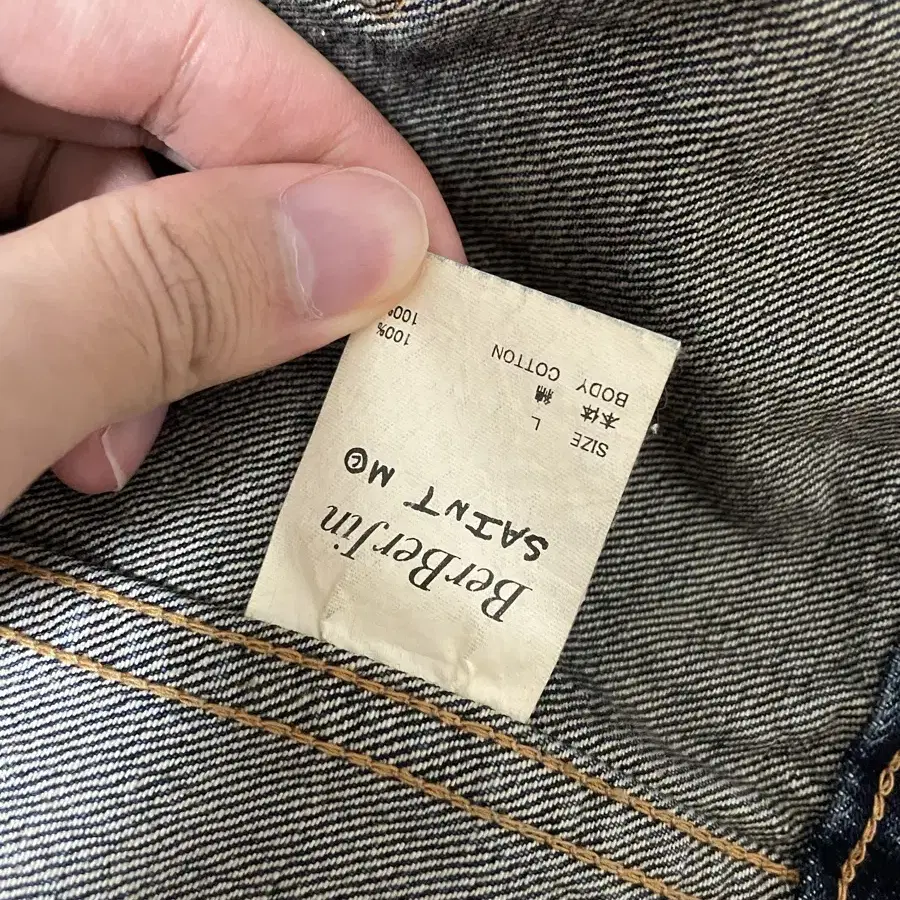 BerBerJin
SAINT M©
SIZE L
本体 綿 100%
BODY COTTON 100%